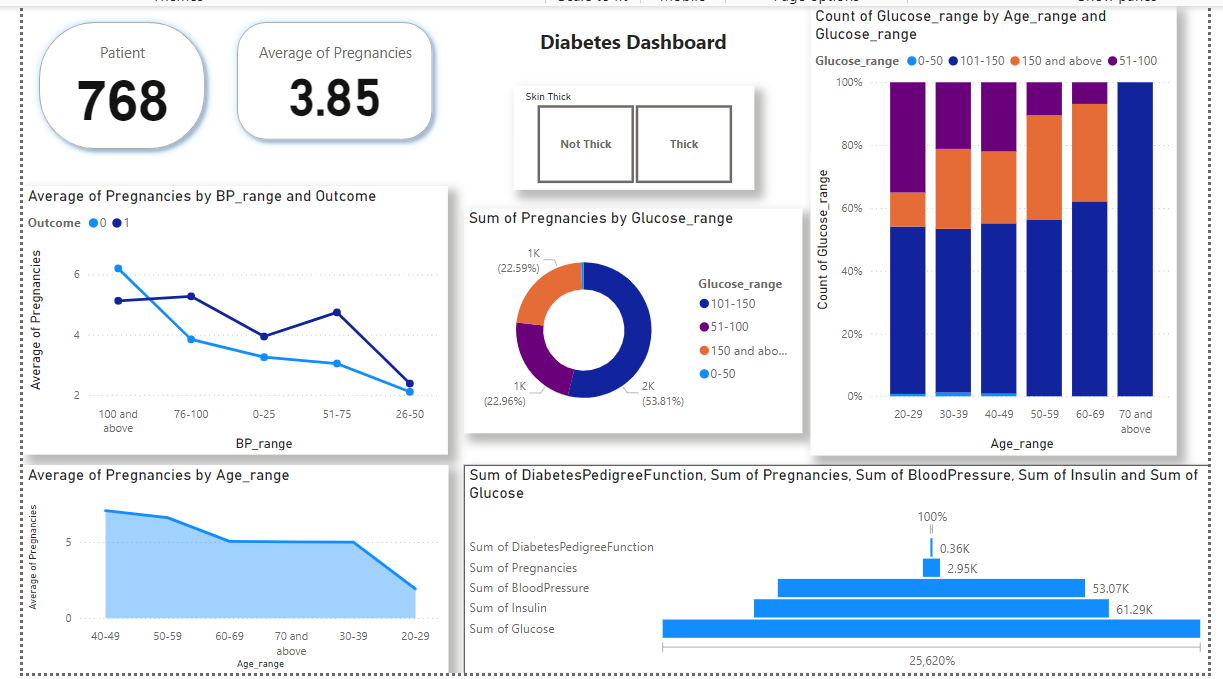 Patient
768
Average of Pregnancies
3.85
Diabetes Dashboard
Skin Thick
Not Thick
Thick
Count of Glucose_range by Age_range and
Glucose_range
Glucose_range 0-50 101-150 150 and above 51-100
100%
80%
60%
40%
20%
0%
Count of Glucose_range
20-29 30-39 40-49 50-59 60-69 70 and
above
Age_range
Average of Pregnancies by BP_range and Outcome
Outcome 0 1
6
4
2
Average of Pregnancies
100 and
above
76-100
0-25
51-75
26-50
BP_range
Sum of Pregnancies by Glucose_range
1K
(22.59%)
1K
(22.96%)
2K
(53.81%)
Glucose_range
101-150
51-100
150 and abo...
0-50
Average of Pregnancies by Age_range
Average of Pregnancies
5
0
40-49 50-59 60-69 70 and
above
30-39 20-29
Age_range
Sum of DiabetesPedigreeFunction, Sum of Pregnancies, Sum of BloodPressure, Sum of Insulin and Sum of
Glucose
100%
Sum of DiabetesPedigreeFunction 0.36K
Sum of Pregnancies 2.95K
Sum of BloodPressure 53.07K
Sum of Insulin 61.29K
Sum of Glucose
25,620%